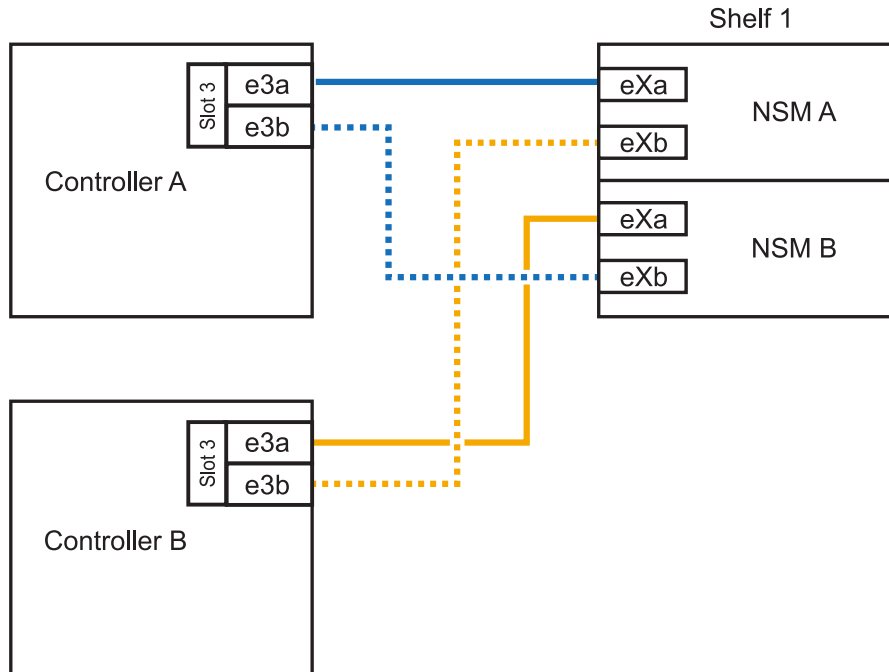 Shelf 1
Slot 3
e3a
e3b
Controller A
eXa
eXb
NSM A
eXa
eXb
NSM B
Slot 3
e3a
e3b
Controller B